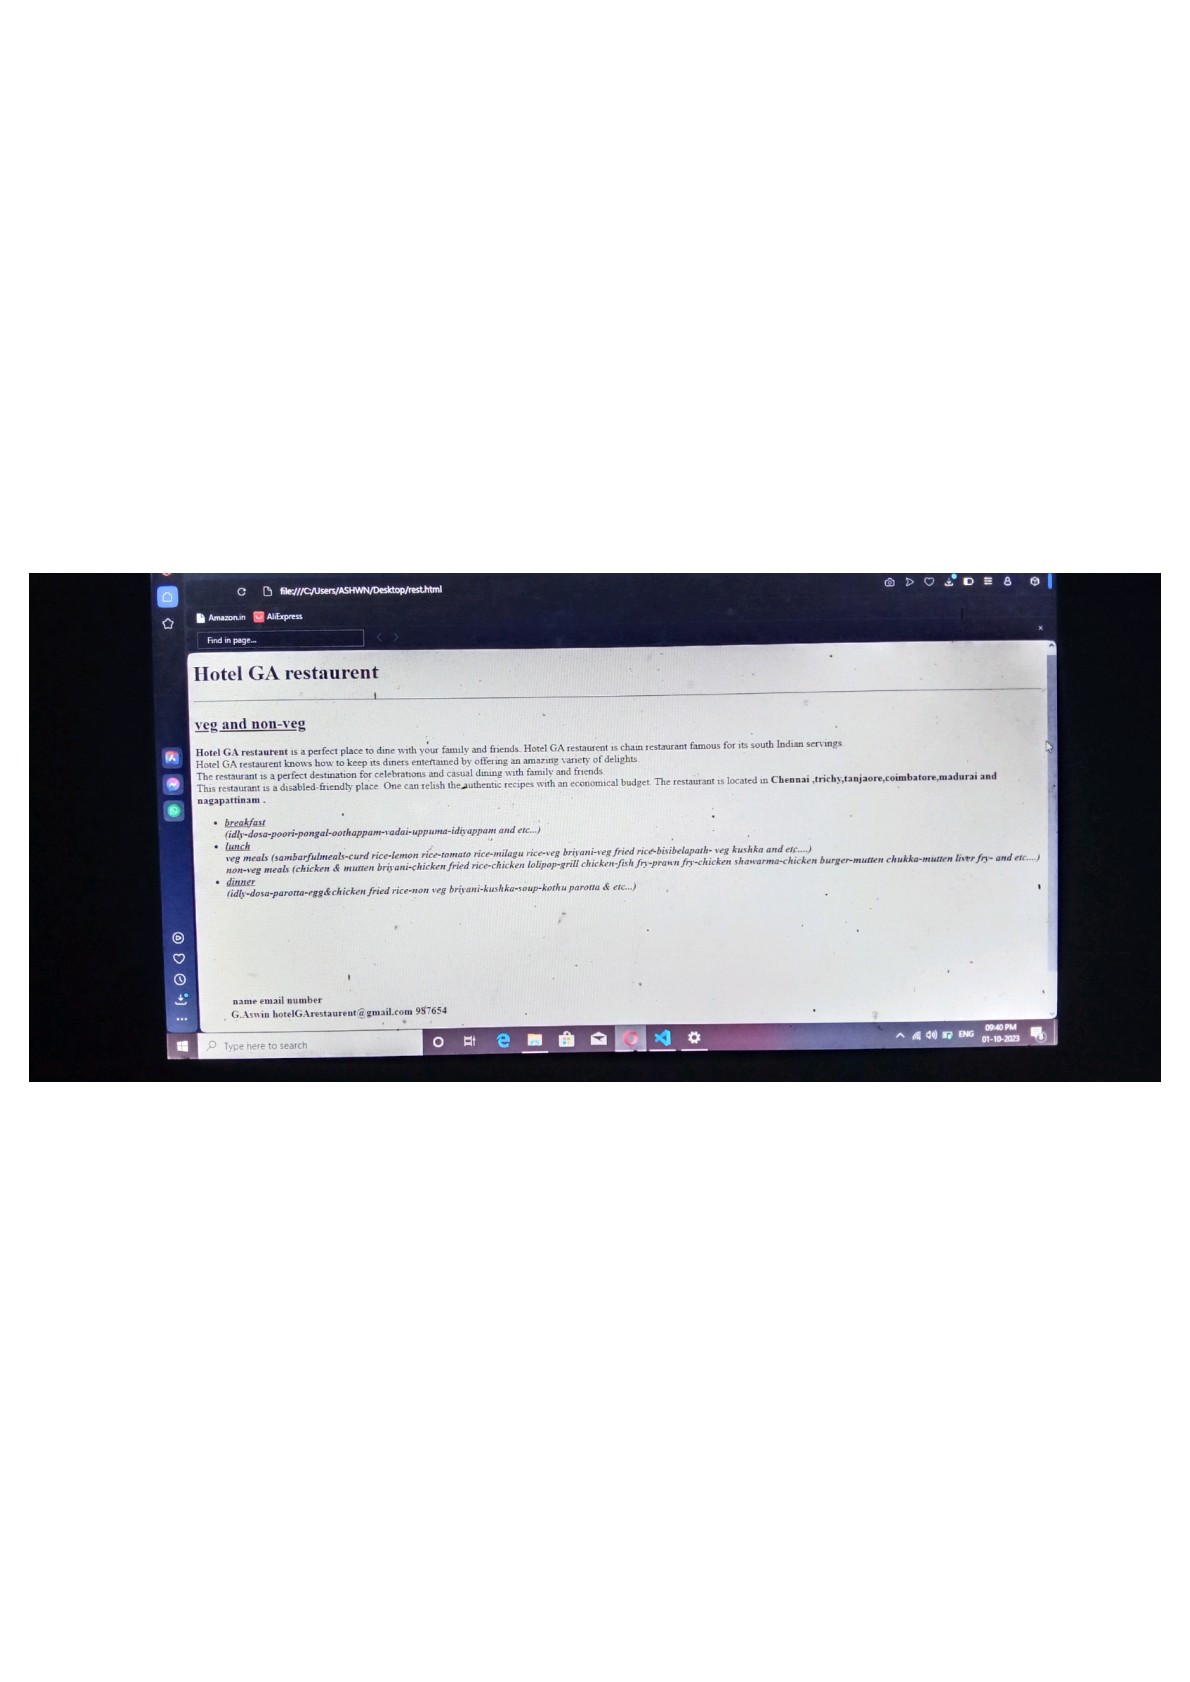 file:///C:/Users/ASHWN/Desktop/rest.html
Amazon.in AliExpress
Find in page...
Hotel GA restaurent
veg and non-veg
Hotel GA restaurent is a perfect place to dine with your family and friends. Hotel GA restaurent is chain restaurant famous for its south Indian servings.
Hotel GA restaurent knows how to keep its diners entertained by offering an amazing variety of delights.
The restaurant is a perfect destination for celebrations and casual dining with family and friends.
This restaurant is a disabled-friendly place. One can relish the authentic recipes with an economical budget. The restaurant is located in Chennai ,trichy,tanjaore,coimbatore,madurai and
nagapattinam .
• breakfast
(idly-dosa-poori-pongal-oothappam-vadai-uppuma-idiyappam and etc...)
• lunch
veg meals (sambarfulmeals-curd rice-lemon rice-tomato rice-milagu rice-veg briyani-veg fried rice-bisibelapath- veg kushka and etc....)
non-veg meals (chicken & mutten briyani-chicken fried rice-chicken lolipop-grill chicken-fish fry-prawn fry-chicken shawarma-chicken burger-mutten chukka-mutten liver fry- and etc....)
• dinner
(idly-dosa-parotta-egg&chicken fried rice-non veg briyani-kushka-soup-kothu parotta & etc...)
name email number
G.Aswin hotelGArestaurent@gmail.com 987654
Type here to search
ENG
09:40 PM
01-10-2023